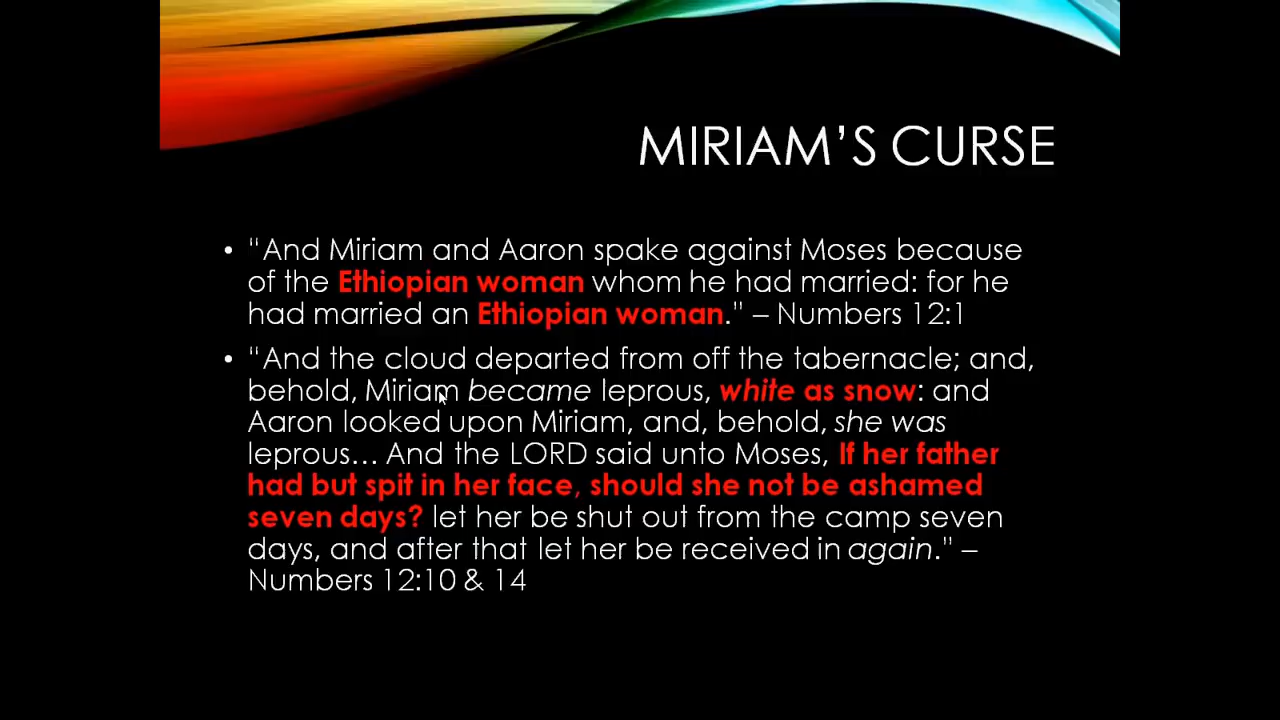 MIRIAM'S CURSE
• “And Miriam and Aaron spake against Moses because
of the Ethiopian woman whom he had married: for he
had married an Ethiopian woman.” – Numbers 12:1
• “And the cloud departed from off the tabernacle; and,
behold, Miriam became leprous, white as snow: and
Aaron looked upon Miriam, and, behold, she was
leprous… And the LORD said unto Moses, If her father
had but spit in her face, should she not be ashamed
seven days? let her be shut out from the camp seven
days, and after that let her be received in again.” –
Numbers 12:10 & 14